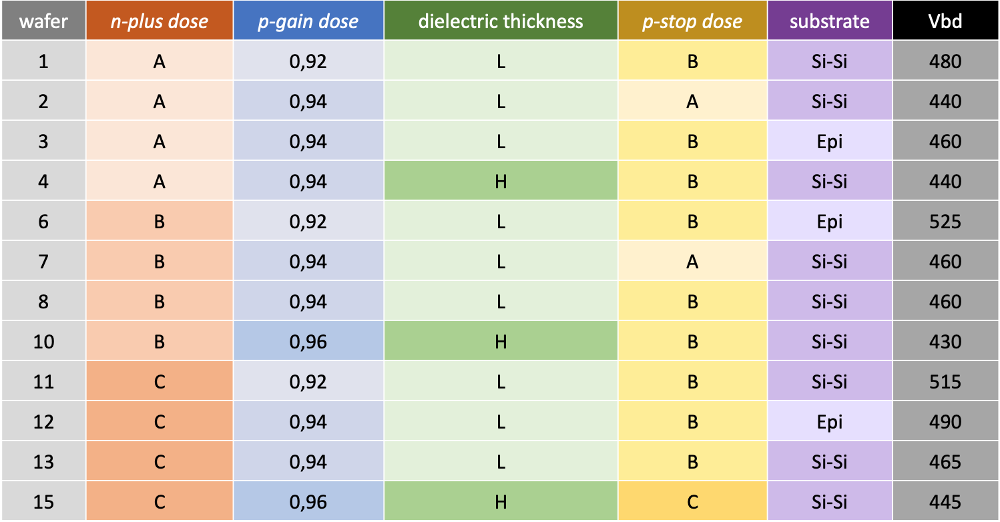 wafer n-plus dose p-gain dose dielectric thickness p-stop dose substrate Vbd
1 A 0,92 L B Si-Si 480
2 A 0,94 L A Si-Si 440
3 A 0,94 L B Epi 460
4 A 0,94 H B Si-Si 440
6 B 0,92 L B Epi 525
7 B 0,94 L A Si-Si 460
8 B 0,94 L B Si-Si 460
10 B 0,96 H B Si-Si 430
11 C 0,92 L B Si-Si 515
12 C 0,94 L B Epi 490
13 C 0,94 L B Si-Si 465
15 C 0,96 H C Si-Si 445